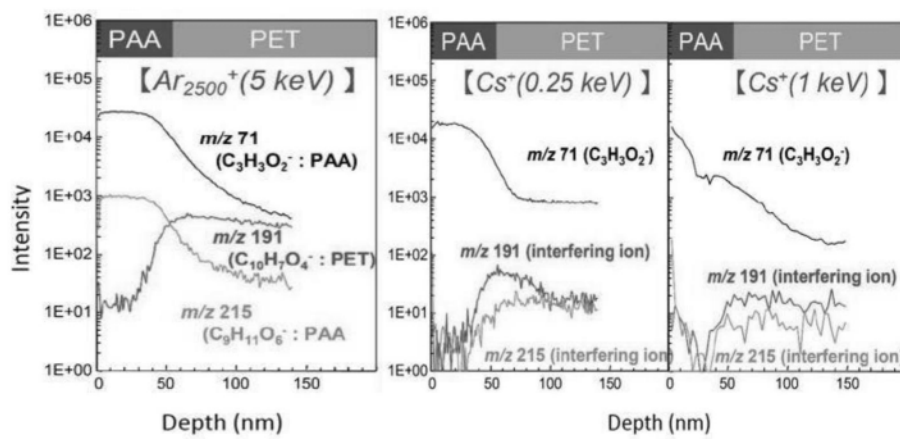 PAA PET
【Ar2500+(5 keV) 】
m/z 71
(C3H3O2- : PAA)
m/z 191
(C10H7O4- : PET)
m/z 215
(C9H11O6- : PAA
1E+06
1E+05
1E+04
1E+03
1E+02
1E+01
1E+00
Intensity
0 50 100 150
Depth (nm)
PAA PET
【Cs+(0.25 keV) 】
m/z 71 (C3H3O2-)
m/z 191 (interfering ion)
m/z 215 (interfering ion)
1E+06
1E+05
1E+04
1E+03
1E+02
1E+01
1E+00
0 50 100 150
PAA PET
【Cs+(1 keV) 】
m/z 71 (C3H3O2-)
m/z 191 (interfering ion)
m/z 215 (interfering ion)
0 50 100 150 200
Depth (nm)